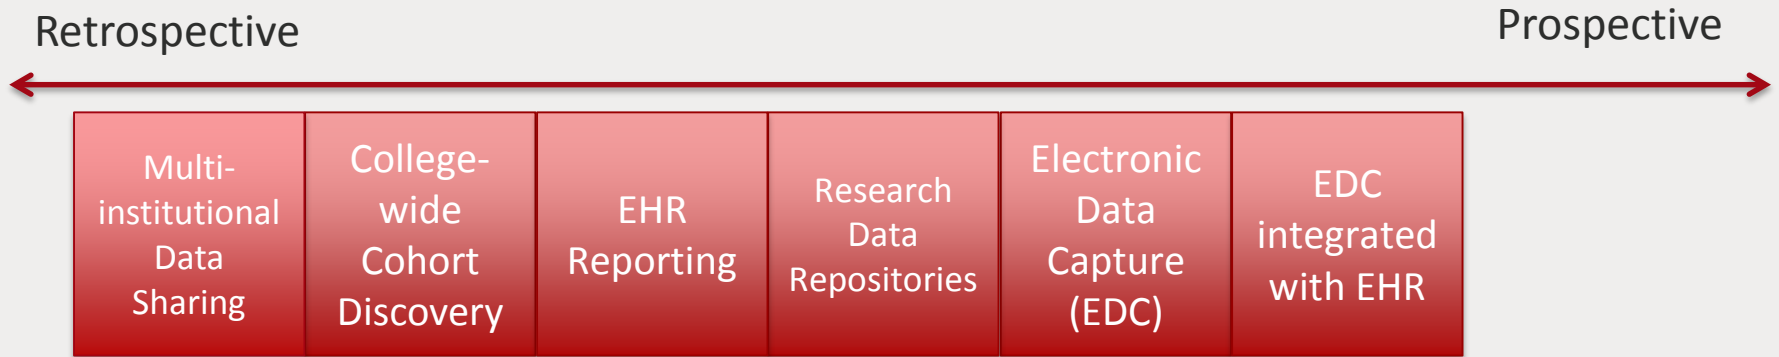 Retrospective
Prospective
Multi-
institutional
Data
Sharing
College-
wide
Cohort
Discovery
EHR
Reporting
Research
Data
Repositories
Electronic
Data
Capture
(EDC)
EDC
integrated
with EHR